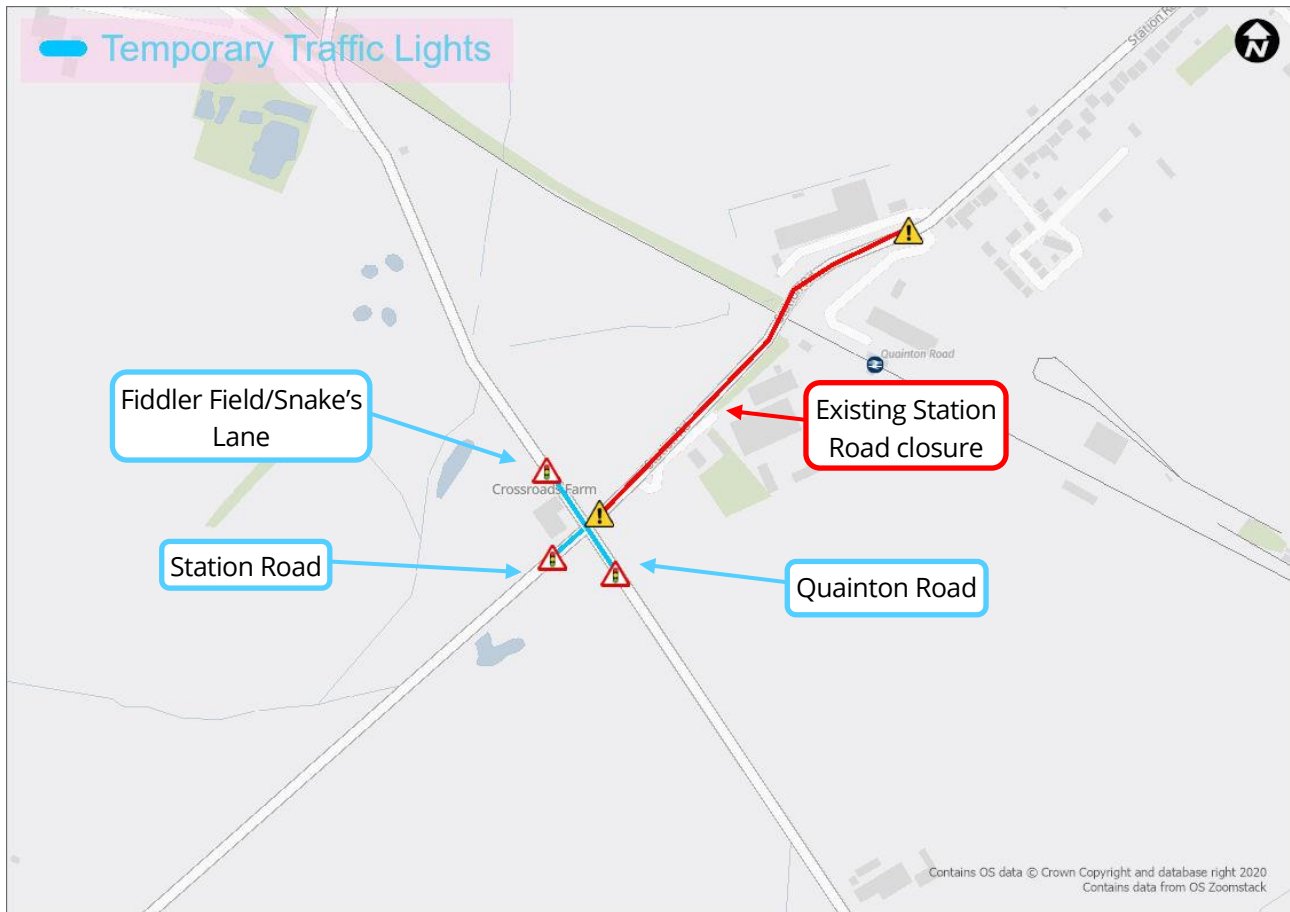 Temporary Traffic Lights
Station R
N
Quainton Road
Fiddler Field/Snake's
Lane
Existing Station
Road closure
Crossroads Farm
Station Road
Quainton Road
Contains OS data © Crown Copyright and database right 2020
Contains data from OS Zoomstack